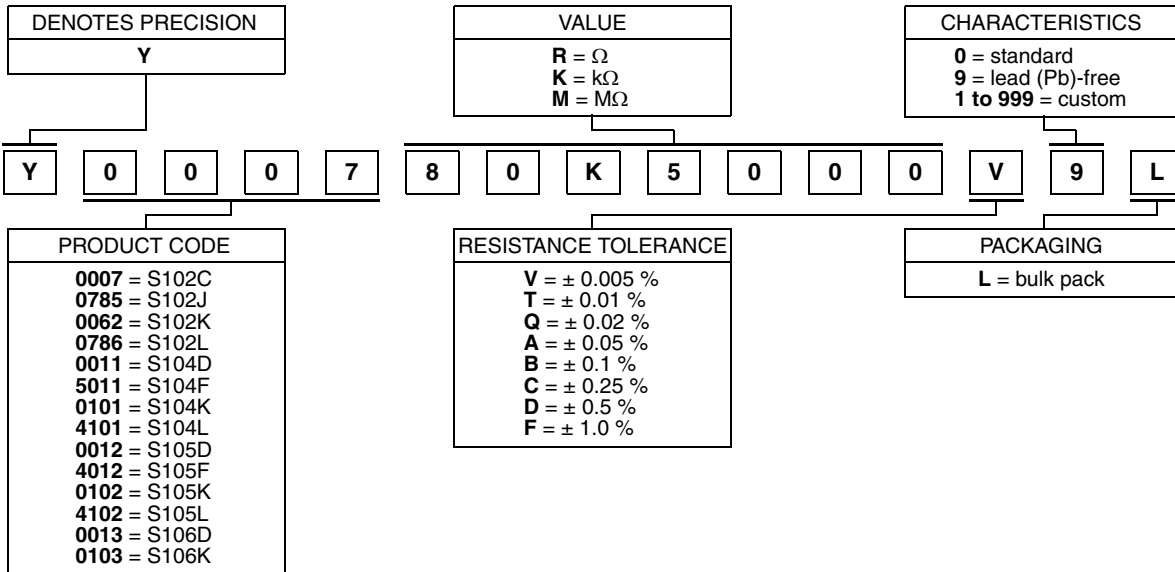 DENOTES PRECISION
Y
VALUE
R = Ω
K = kΩ
M = MΩ
CHARACTERISTICS
0 = standard
9 = lead (Pb)-free
1 to 999 = custom
Y 0 0 0 7 8 0 K 5 0 0 0 V 9 L
PRODUCT CODE
0007 = S102C
0785 = S102J
0062 = S102K
0786 = S102L
0011 = S104D
5011 = S104F
0101 = S104K
4101 = S104L
0012 = S105D
4012 = S105F
0102 = S105K
4102 = S105L
0013 = S106D
0103 = S106K
RESISTANCE TOLERANCE
V = ± 0.005 %
T = ± 0.01 %
Q = ± 0.02 %
A = ± 0.05 %
B = ± 0.1 %
C = ± 0.25 %
D = ± 0.5 %
F = ± 1.0 %
PACKAGING
L = bulk pack